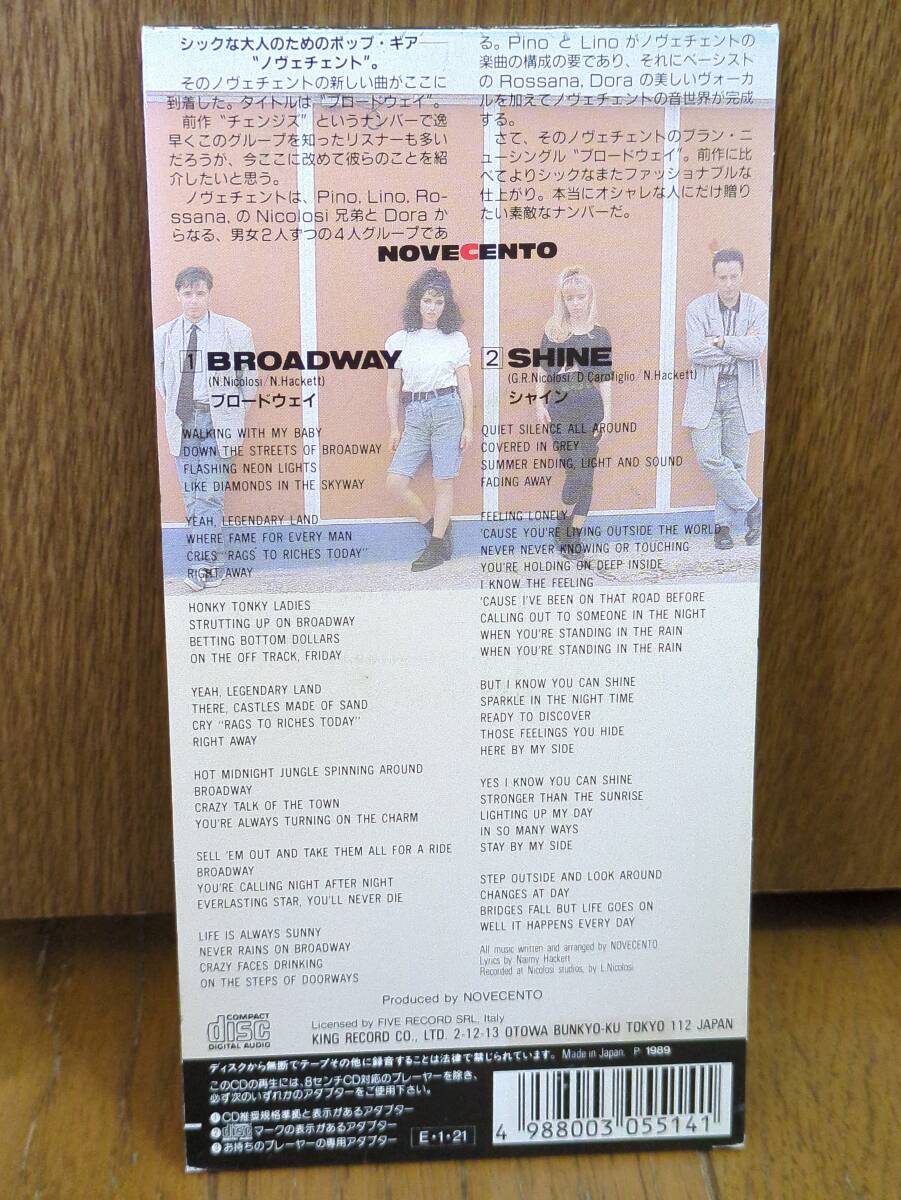 シックな大人のためのポップ・ギア──
“ノヴェチェント”。
そのノヴェチェントの新しい曲がここに
到着した。タイトルは“ブロードウェイ”。
前作“チェンジズ”というナンバーで逸
早くこのグループを知ったリスナーも多い
だろうが、今ここに改めて彼らのことを紹
介したいと思う。
ノヴェチェントは、Pino, Lino, Ro-
ssana, の Nicolosi 兄弟と Dora か
らなる、男女2人ずつの4人グループであ
る。Pino と Lino がノヴェチェントの
楽曲の構成の要であり、それにベーシスト
の Rossana, Dora の美しいヴォーカ
ルを加えてノヴェチェントの音世界が完成
する。
さて、そのノヴェチェントのブラン・ニ
ューシングル“ブロードウェイ”。前作に比
べてよりシックなまたファッショナブルな
仕上がり。本当にオシャレな人にだけ贈り
たい素敵なナンバーだ。
NOVECENTO
1 BROADWAY
(N.Nicolosi/N.Hackett)
ブロードウェイ
WALKING WITH MY BABY
DOWN THE STREETS OF BROADWAY
FLASHING NEON LIGHTS
LIKE DIAMONDS IN THE SKYWAY
YEAH, LEGENDARY LAND
WHERE FAME FOR EVERY MAN
CRIES “RAGS TO RICHES TODAY”
RIGHT AWAY
HONKY TONKY LADIES
STRUTTING UP ON BROADWAY
BETTING BOTTOM DOLLARS
ON THE OFF TRACK, FRIDAY
YEAH, LEGENDARY LAND
THERE, CASTLES MADE OF SAND
CRY “RAGS TO RICHES TODAY”
RIGHT AWAY
HOT MIDNIGHT JUNGLE SPINNING AROUND
BROADWAY
CRAZY TALK OF THE TOWN
YOU'RE ALWAYS TURNING ON THE CHARM
SELL 'EM OUT AND TAKE THEM ALL FOR A RIDE
BROADWAY
YOU'RE CALLING NIGHT AFTER NIGHT
EVERLASTING STAR, YOU'LL NEVER DIE
LIFE IS ALWAYS SUNNY
NEVER RAINS ON BROADWAY
CRAZY FACES DRINKING
ON THE STEPS OF DOORWAYS
2 SHINE
(G.R.Nicolosi/D.Carofiglio/N.Hackett)
シャイン
QUIET SILENCE ALL AROUND
COVERED IN GREY
SUMMER ENDING, LIGHT AND SOUND
FADING AWAY
FEELING LONELY
'CAUSE YOU'RE LIVING OUTSIDE THE WORLD
NEVER NEVER KNOWING OR TOUCHING
YOU'RE HOLDING ON DEEP INSIDE
I KNOW THE FEELING
'CAUSE I'VE BEEN ON THAT ROAD BEFORE
CALLING OUT TO SOMEONE IN THE NIGHT
WHEN YOU'RE STANDING IN THE RAIN
WHEN YOU'RE STANDING IN THE RAIN
BUT I KNOW YOU CAN SHINE
SPARKLE IN THE NIGHT TIME
READY TO DISCOVER
THOSE FEELINGS YOU HIDE
HERE BY MY SIDE
YES I KNOW YOU CAN SHINE
STRONGER THAN THE SUNRISE
LIGHTING UP MY DAY
IN SO MANY WAYS
STAY BY MY SIDE
STEP OUTSIDE AND LOOK AROUND
CHANGES AT DAY
BRIDGES FALL BUT LIFE GOES ON
WELL IT HAPPENS EVERY DAY
All music written and arranged by NOVECENTO
Lyrics by Naimy Hackett
Recorded at Nicolosi studios, by L.Nicolosi
Produced by NOVECENTO
COMPACT disc DIGITAL AUDIO
Licensed by FIVE RECORD SRL, Italy
KING RECORD CO., LTD. 2-12-13 OTOWA BUNKYO-KU TOKYO 112 JAPAN
ディスクから無断でテープその他に録音することは法律で禁じられています。 Made in Japan. P 1989
このCDの再生には、8センチCD対応のプレーヤーを除き、
必ず次のいずれかのアダプターをご使用下さい。
❶CD推奨規格準拠と表示があるアダプター
❷disc マークの表示があるアダプター
❸お持ちのプレーヤーの専用アダプター
E・1・21
4 988003 055141